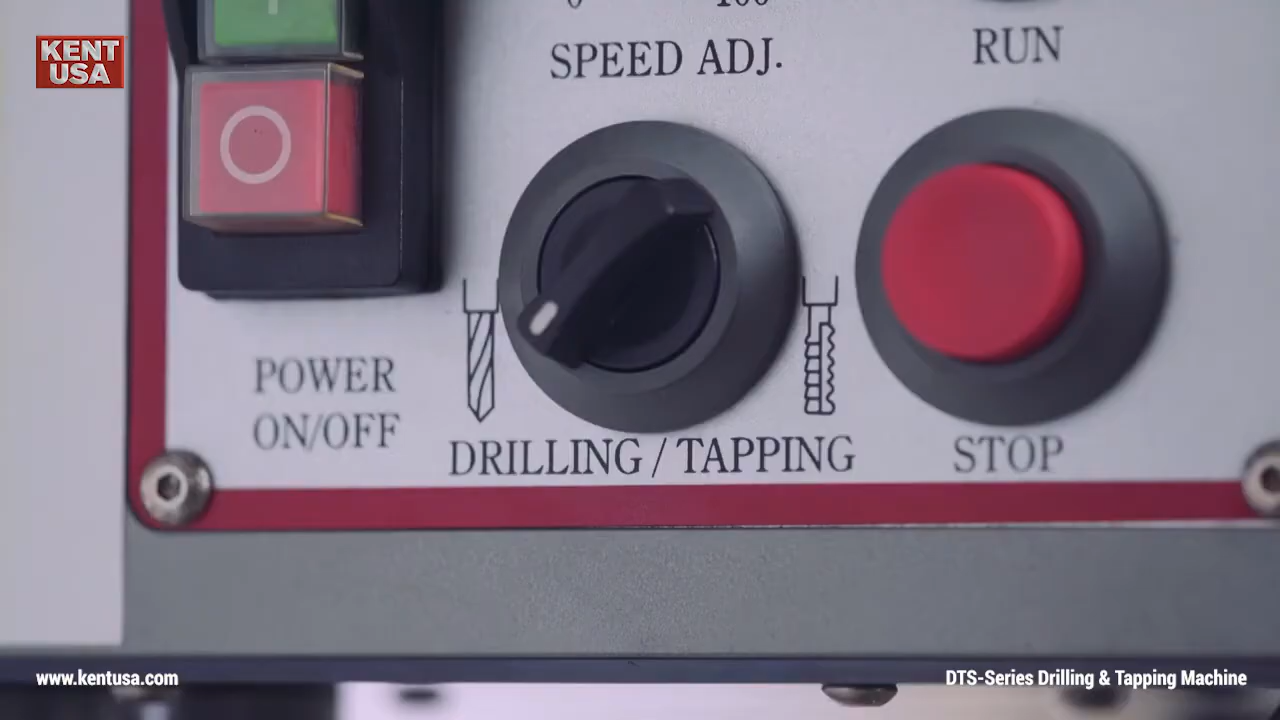 KENT
USA
SPEED ADJ.
RUN
POWER
ON/OFF
DRILLING / TAPPING
STOP
www.kentusa.com
DTS-Series Drilling & Tapping Machine